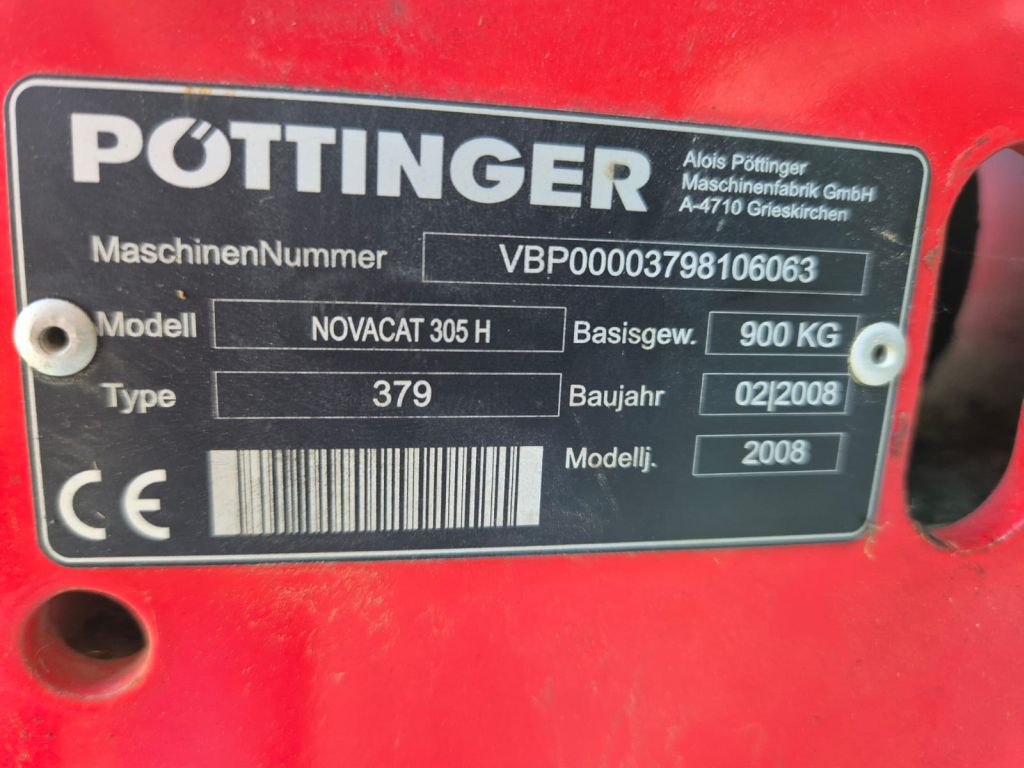 PÖTTINGER
Alois Pöttinger
Maschinenfabrik GmbH
A-4710 Grieskirchen
MaschinenNummer VBP00003798106063
Modell NOVACAT 305 H Basisgew. 900 KG
Type 379 Baujahr 02|2008
Modellj. 2008
CE